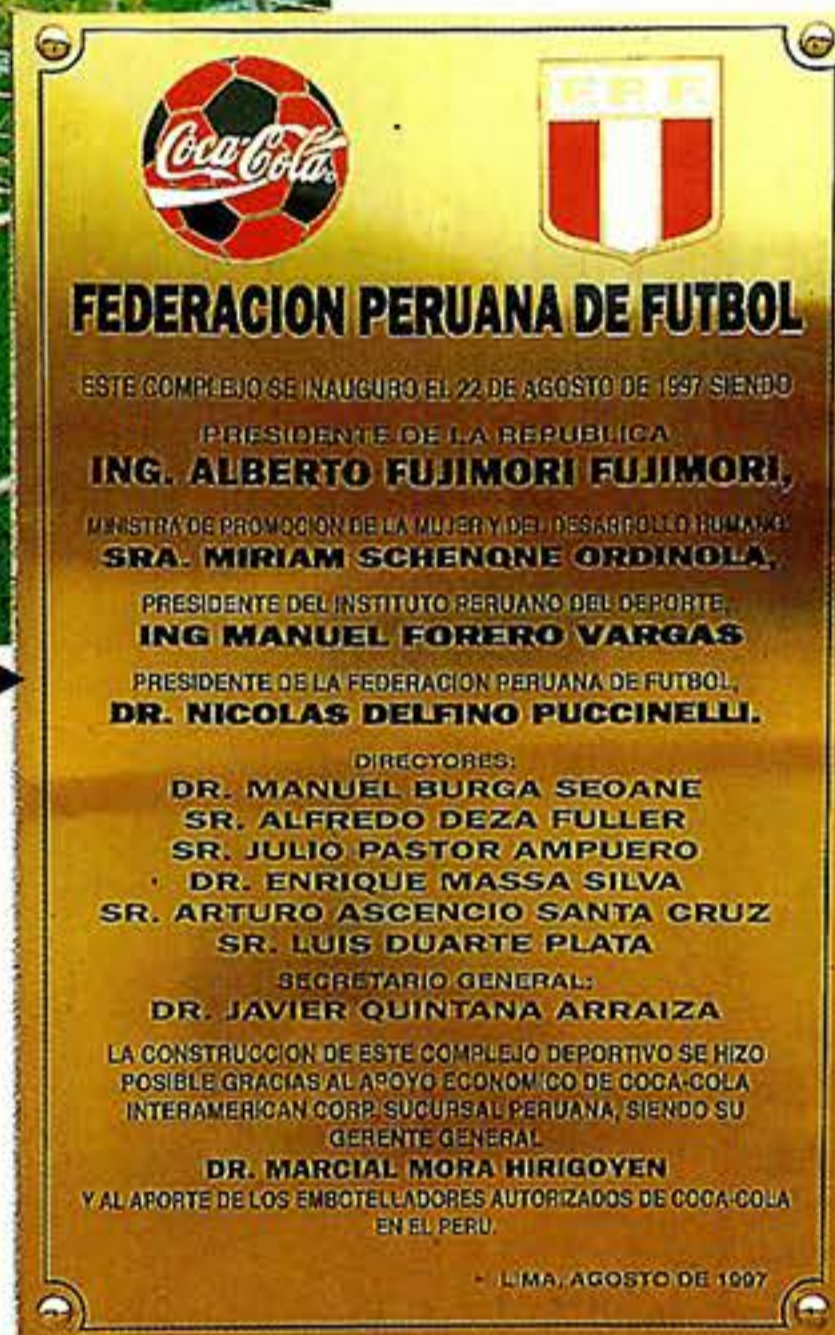 Coca-Cola
F.P.F.
FEDERACION PERUANA DE FUTBOL
ESTE COMPLEJO SE INAUGURO EL 22 DE AGOSTO DE 1997 SIENDO
PRESIDENTE DE LA REPUBLICA
ING. ALBERTO FUJIMORI FUJIMORI,
MINISTRA DE PROMOCION DE LA MUJER Y DEL DESARROLLO HUMANO
SRA. MIRIAM SCHENQNE ORDINOLA,
PRESIDENTE DEL INSTITUTO PERUANO DEL DEPORTE,
ING MANUEL FORERO VARGAS
PRESIDENTE DE LA FEDERACION PERUANA DE FUTBOL,
DR. NICOLAS DELFINO PUCCINELLI.
DIRECTORES:
DR. MANUEL BURGA SEOANE
SR. ALFREDO DEZA FULLER
SR. JULIO PASTOR AMPUERO
DR. ENRIQUE MASSA SILVA
SR. ARTURO ASCENCIO SANTA CRUZ
SR. LUIS DUARTE PLATA
SECRETARIO GENERAL:
DR. JAVIER QUINTANA ARRAIZA
LA CONSTRUCCION DE ESTE COMPLEJO DEPORTIVO SE HIZO
POSIBLE GRACIAS AL APOYO ECONOMICO DE COCA-COLA
INTERAMERICAN CORP. SUCURSAL PERUANA, SIENDO SU
GERENTE GENERAL
DR. MARCIAL MORA HIRIGOYEN
Y AL APORTE DE LOS EMBOTELLADORES AUTORIZADOS DE COCA-COLA
EN EL PERU.
LIMA, AGOSTO DE 1997